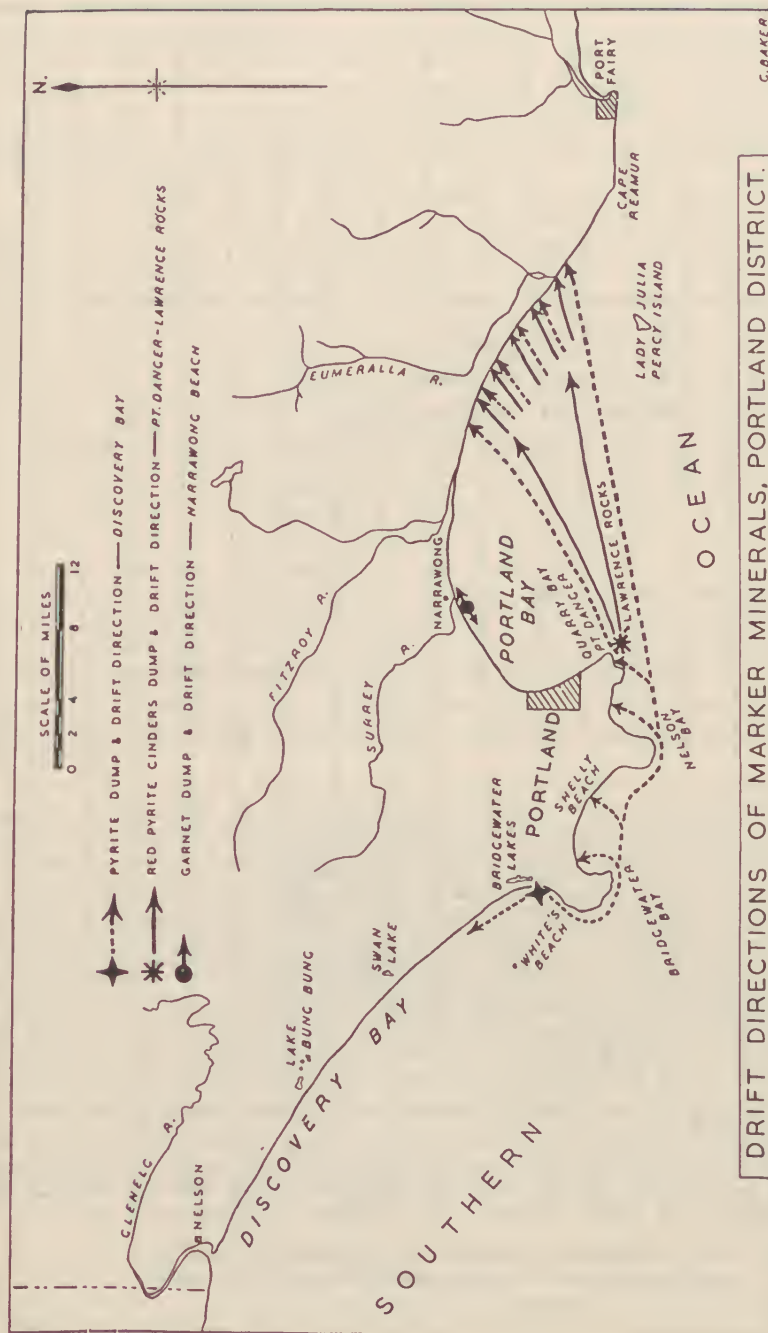 SCALE OF MILES
0 2 4 8 12
PYRITE DUMP & DRIFT DIRECTION — DISCOVERY BAY
RED PYRITE CINDERS DUMP & DRIFT DIRECTION — PT. DANGER-LAWRENCE ROCKS
GARNET DUMP & DRIFT DIRECTION — NARRAWONG BEACH
N.
GLENELG R.
NELSON
LAKE
BUNG BUNG
SWAN
LAKE
DISCOVERY BAY
BRIDGEWATER
LAKES
WHITE'S
BEACH
BRIDGEWATER
BAY
SHELLY
BEACH
PORTLAND
NELSON
BAY
FITZROY R.
SURREY R.
NARRAWONG
PORTLAND
BAY
QUARRY BAY
PT DANGER
LAWRENCE ROCKS
EUMERALLA R.
LADY JULIA
PERCY ISLAND
CAPE
REAMUR
PORT
FAIRY
SOUTHERN
OCEAN
G. BAKER
DRIFT DIRECTIONS OF MARKER MINERALS, PORTLAND DISTRICT.